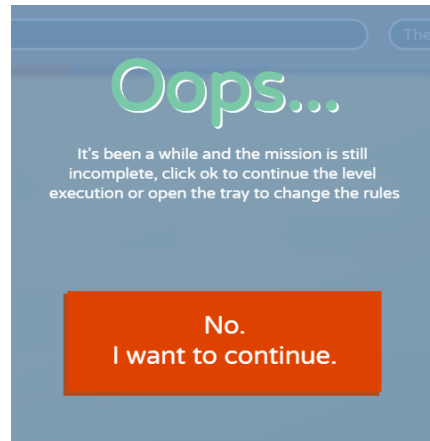 The
Oops...
It's been a while and the mission is still
incomplete, click ok to continue the level
execution or open the tray to change the rules
No.
I want to continue.